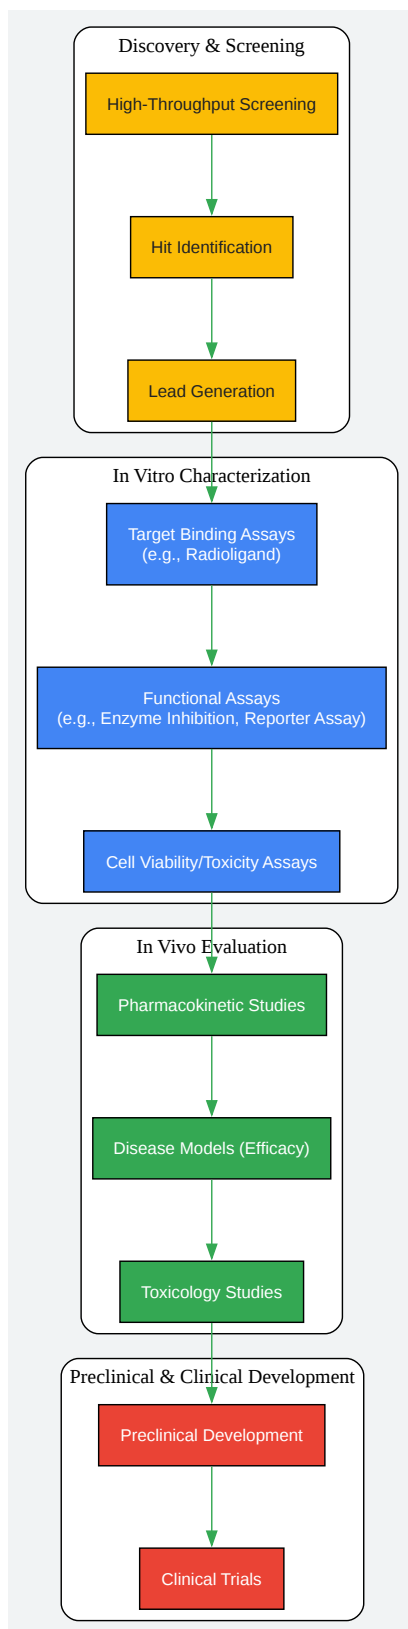 Discovery & Screening
High-Throughput Screening
Hit Identification
Lead Generation
In Vitro Characterization
Target Binding Assays
(e.g., Radioligand)
Functional Assays
(e.g., Enzyme Inhibition, Reporter Assay)
Cell Viability/Toxicity Assays
In Vivo Evaluation
Pharmacokinetic Studies
Disease Models (Efficacy)
Toxicology Studies
Preclinical & Clinical Development
Preclinical Development
Clinical Trials